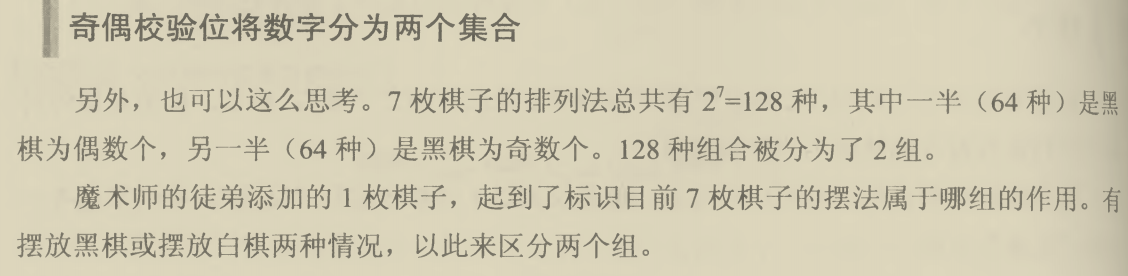 奇偶校验位将数字分为两个集合
另外，也可以这么思考。7 枚棋子的排列法总共有 2⁷=128 种，其中一半（64 种）是黑
棋为偶数个，另一半（64 种）是黑棋为奇数个。128 种组合被分为了 2 组。
魔术师的徒弟添加的 1 枚棋子，起到了标识目前 7 枚棋子的摆法属于哪组的作用。有
摆放黑棋或摆放白棋两种情况，以此来区分两个组。